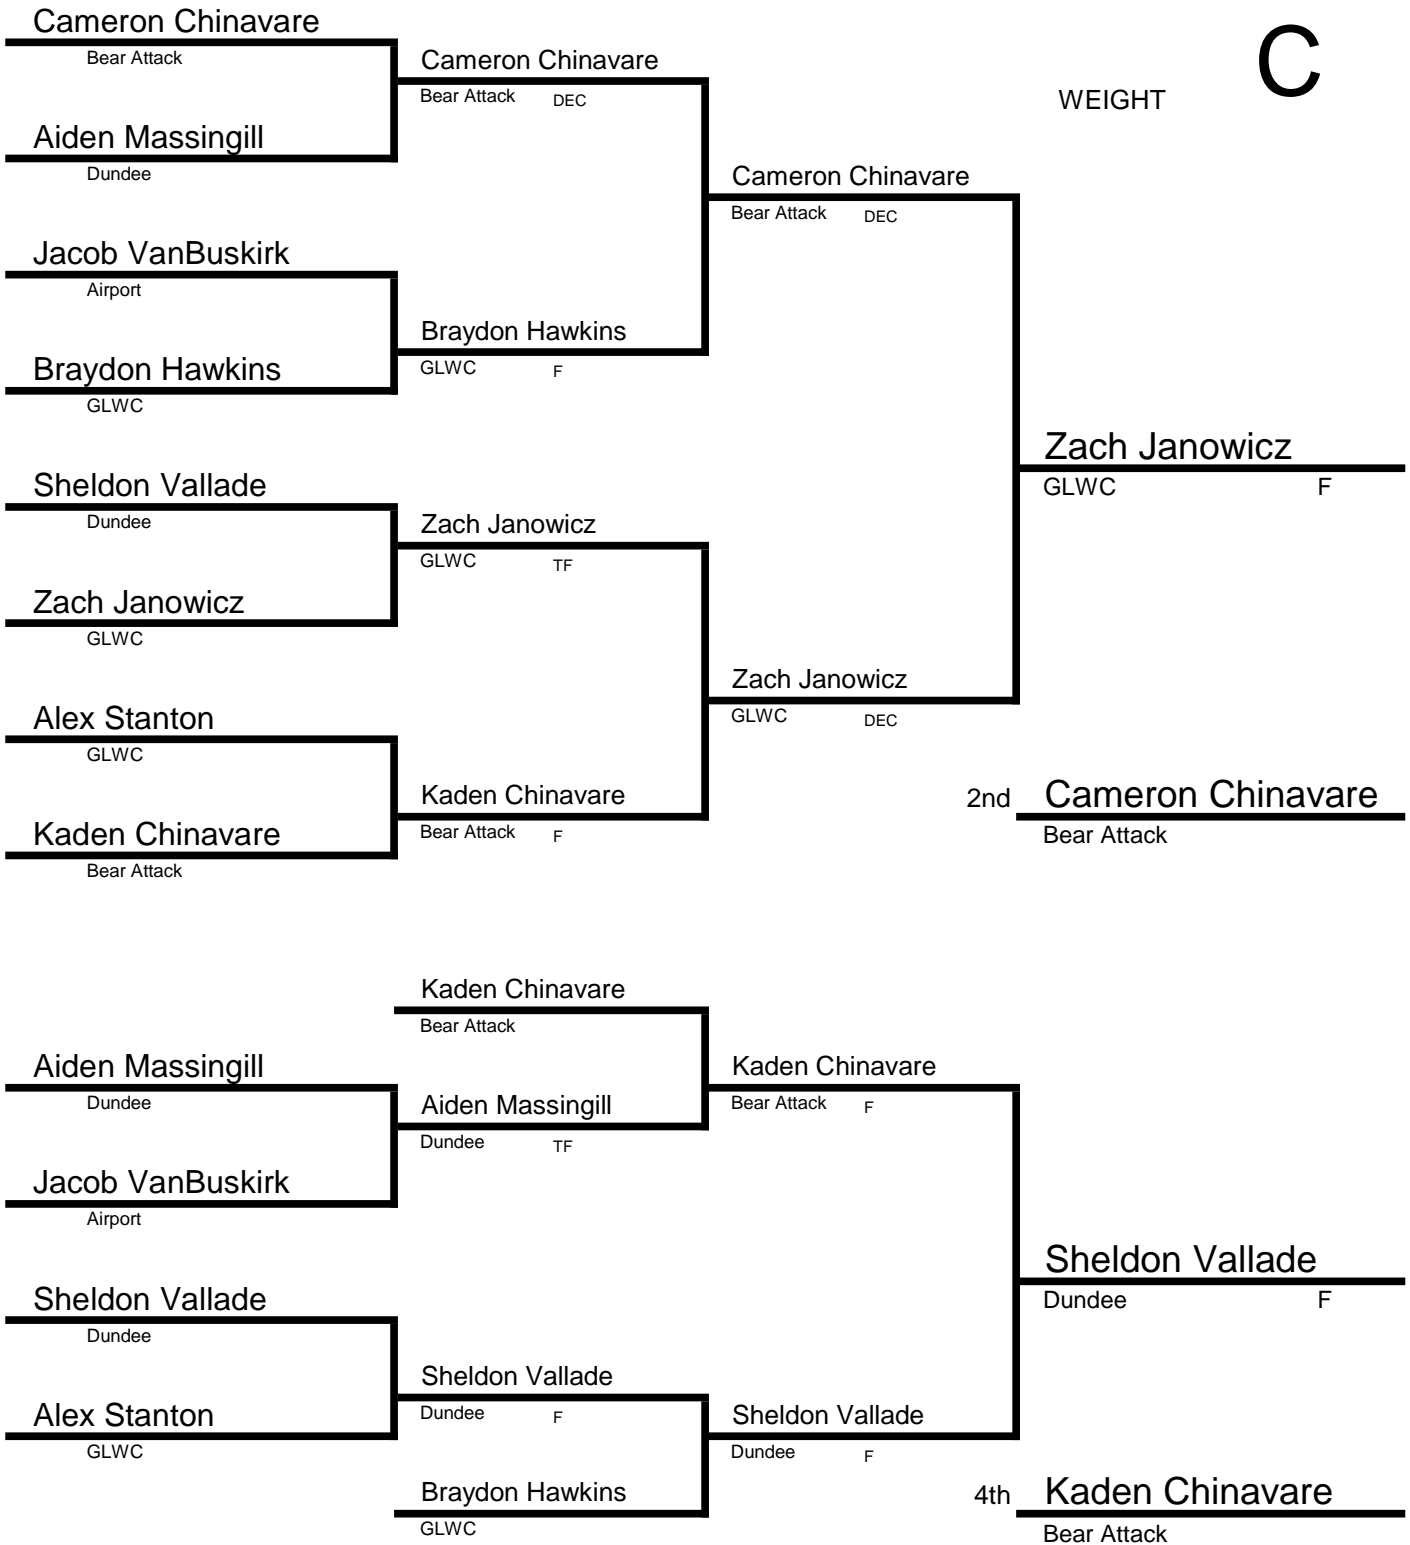 Cameron Chinavare
Bear Attack
Cameron Chinavare
Bear Attack DEC
C
WEIGHT
Aiden Massingill
Dundee
Cameron Chinavare
Bear Attack DEC
Jacob VanBuskirk
Airport
Braydon Hawkins
GLWC F
Braydon Hawkins
GLWC
Zach Janowicz
GLWC F
Sheldon Vallade
Dundee
Zach Janowicz
GLWC TF
Zach Janowicz
GLWC
Zach Janowicz
GLWC DEC
Alex Stanton
GLWC
Kaden Chinavare
Bear Attack F
2nd Cameron Chinavare
Bear Attack
Kaden Chinavare
Bear Attack
Kaden Chinavare
Bear Attack
Aiden Massingill
Dundee
Kaden Chinavare
Bear Attack F
Aiden Massingill
Dundee TF
Jacob VanBuskirk
Airport
Sheldon Vallade
Dundee F
Sheldon Vallade
Dundee
Sheldon Vallade
Dundee F
Alex Stanton
GLWC
Sheldon Vallade
Dundee F
Braydon Hawkins
GLWC
4th Kaden Chinavare
Bear Attack